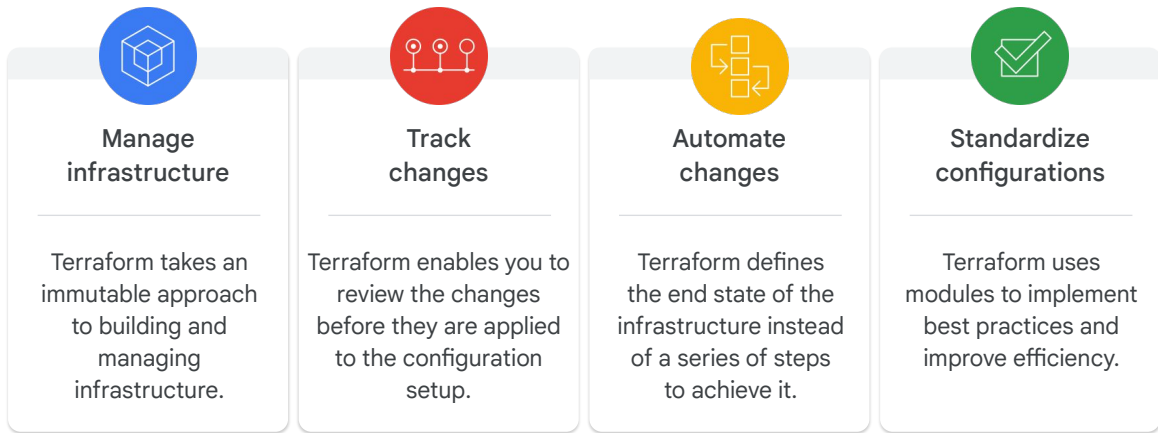 Manage
infrastructure
Terraform takes an
immutable approach
to building and
managing
infrastructure.
Track
changes
Terraform enables you to
review the changes
before they are applied
to the configuration
setup.
Automate
changes
Terraform defines
the end state of the
infrastructure instead
of a series of steps
to achieve it.
Standardize
configurations
Terraform uses
modules to implement
best practices and
improve efficiency.